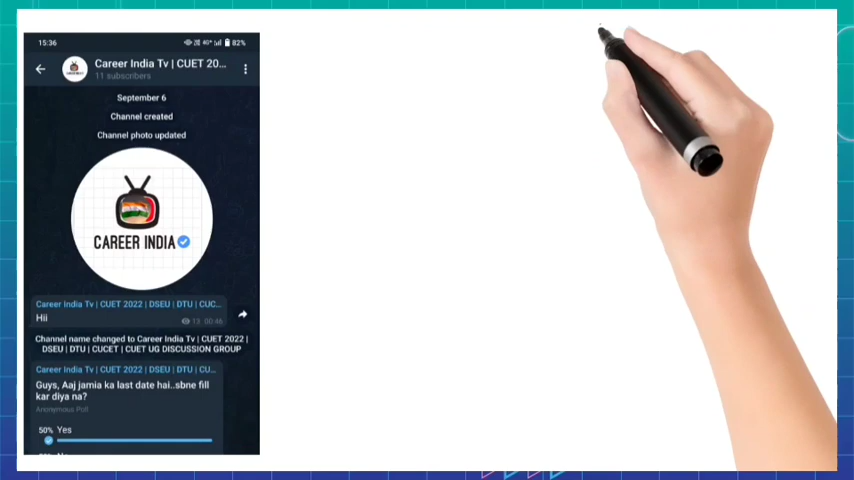 15:36
4G+
82%
Career India Tv | CUET 20...
11 subscribers
September 6
Channel created
Channel photo updated
CAREER INDIA
Career India Tv | CUET 2022 | DSEU | DTU | CUC...
Hii
13 00:46
Channel name changed to Career India Tv | CUET 2022 |
DSEU | DTU | CUCET | CUET UG DISCUSSION GROUP
Career India Tv | CUET 2022 | DSEU | DTU | CU...
Guys, Aaj jamia ka last date hai..sbne fill
kar diya na?
Anonymous Poll
50% Yes